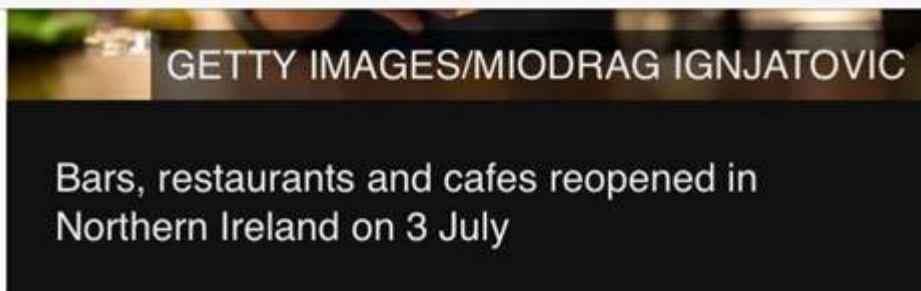 GETTY IMAGES/MIODRAG IGNJATOVIC
Bars, restaurants and cafes reopened in
Northern Ireland on 3 July